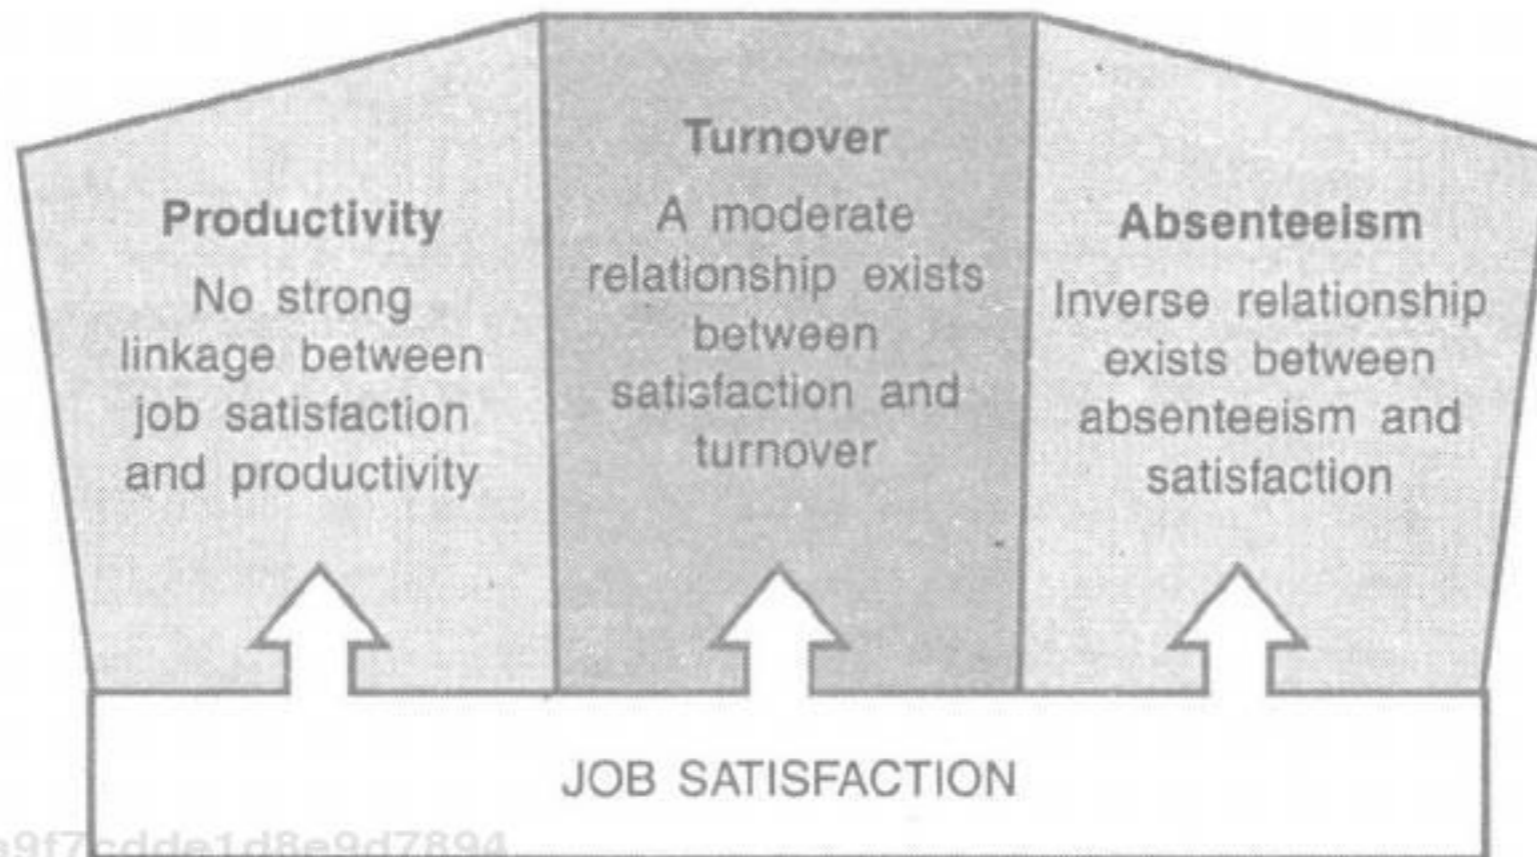 Productivity
No strong
linkage between
job satisfaction
and productivity
Turnover
A moderate
relationship exists
between
satisfaction and
turnover
Absenteeism
Inverse relationship
exists between
absenteeism and
satisfaction
JOB SATISFACTION